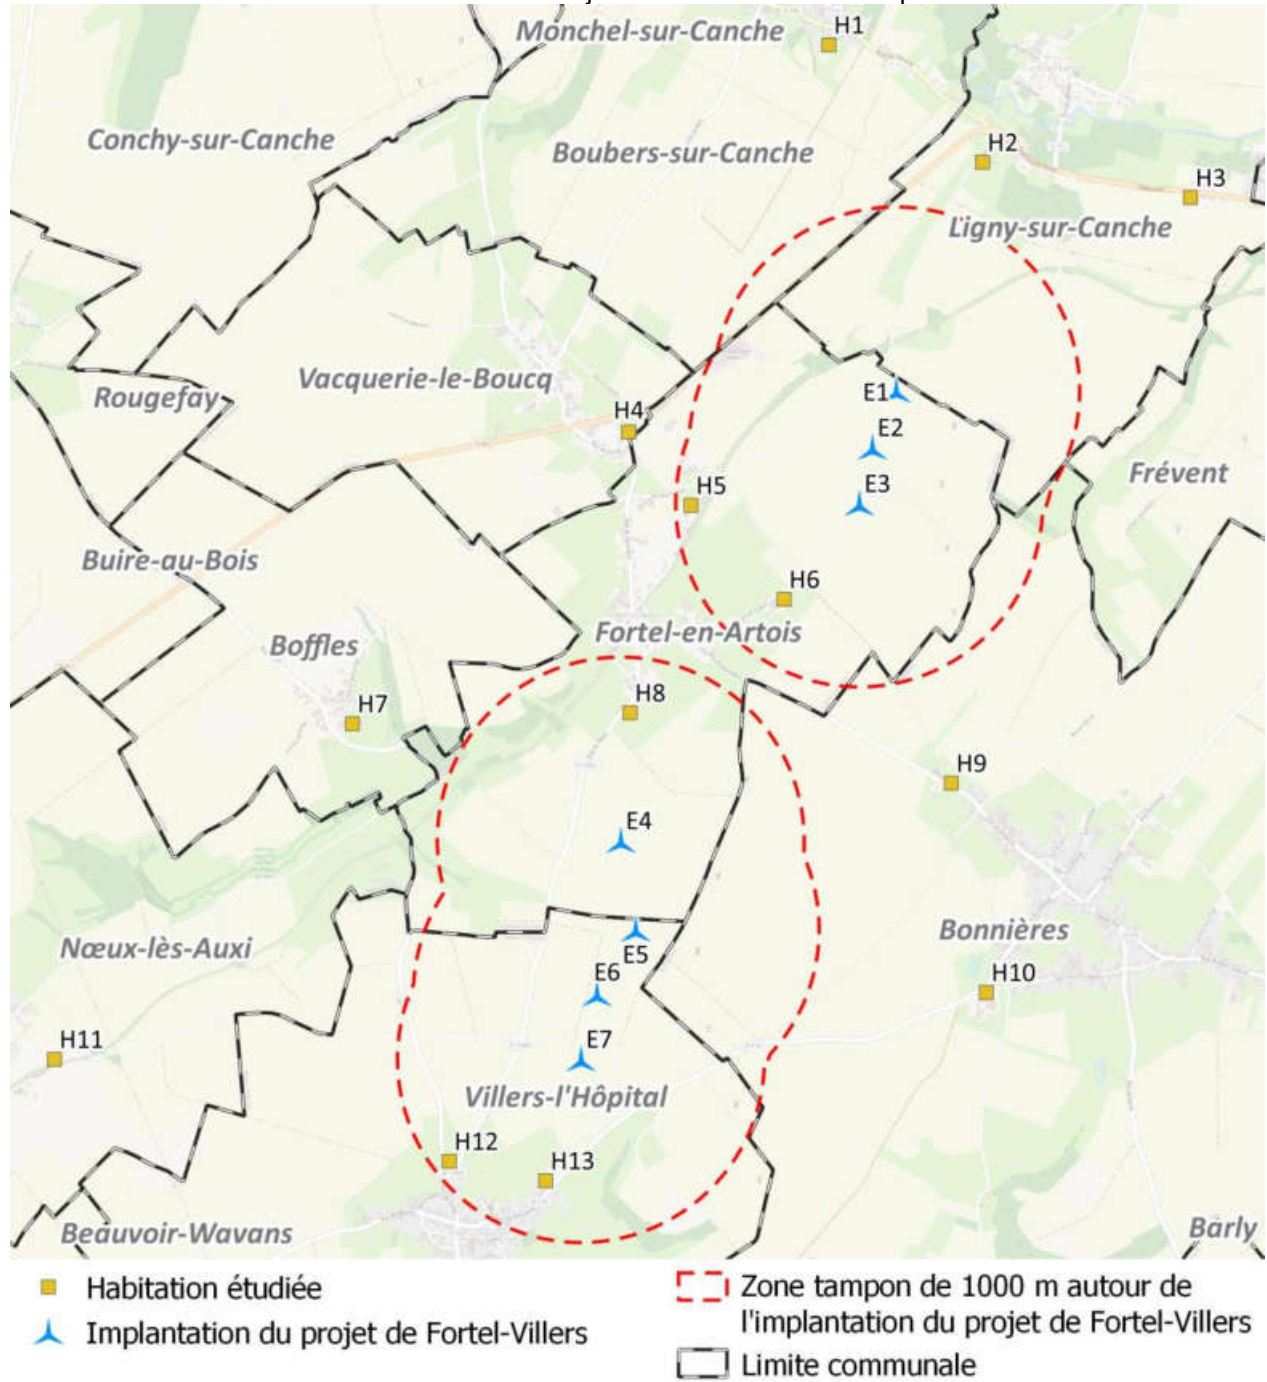 Monchel-sur-Canche
H1
Conchy-sur-Canche
Boubers-sur-Canche
H2
H3
Ligny-sur-Canche
Vacquerie-le-Boucq
Rougefay
H4
E1
E2
Frévent
H5
E3
Buire-au-Bois
H6
Boffles
Fortel-en-Artois
H7
H8
H9
E4
Nœux-lès-Auxi
Bonnières
E5
E6
H10
H11
E7
Villers-l'Hôpital
H12
H13
Beauvoir-Wavans
Barly
Habitation étudiée
Implantation du projet de Fortel-Villers
Zone tampon de 1000 m autour de
l'implantation du projet de Fortel-Villers
Limite communale